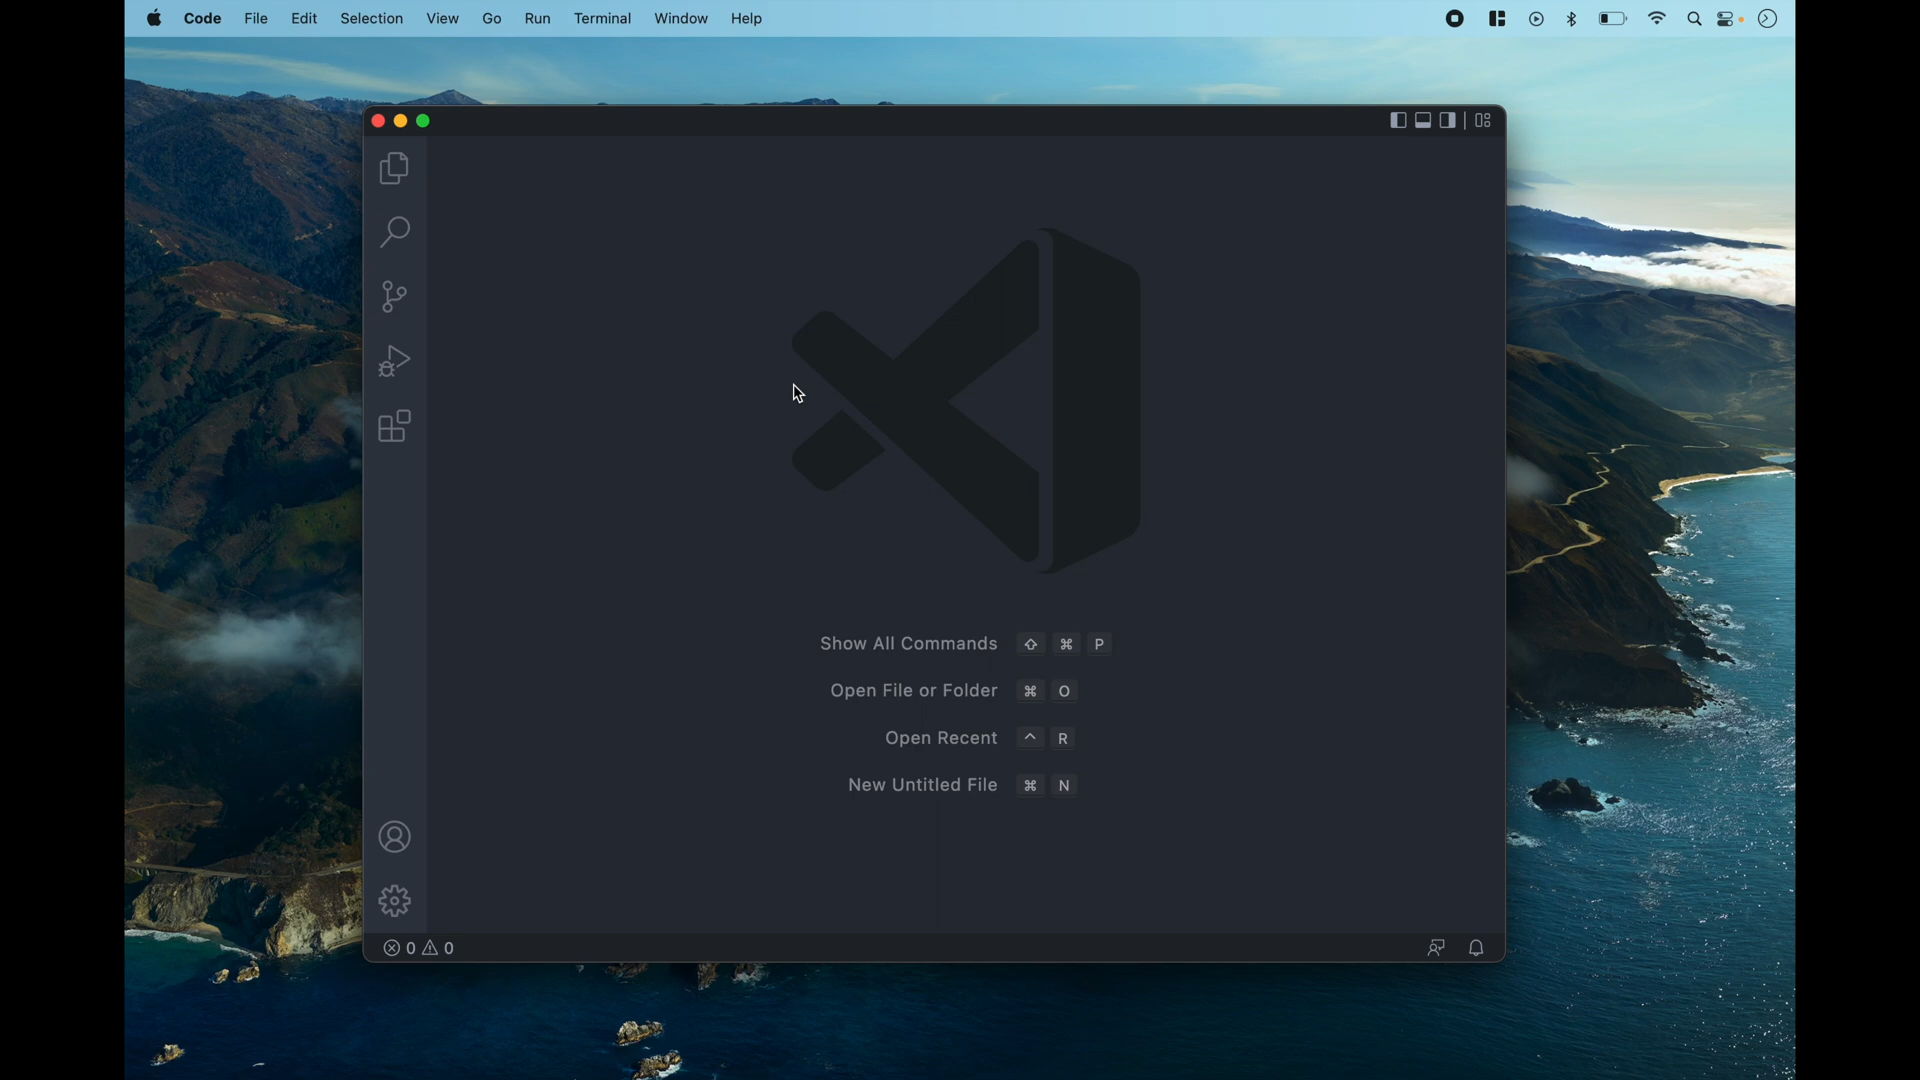 Code File Edit Selection View Go Run Terminal Window Help
Show All Commands ⇧ ⌘ P
Open File or Folder ⌘ O
Open Recent ^ R
New Untitled File ⌘ N
0 0